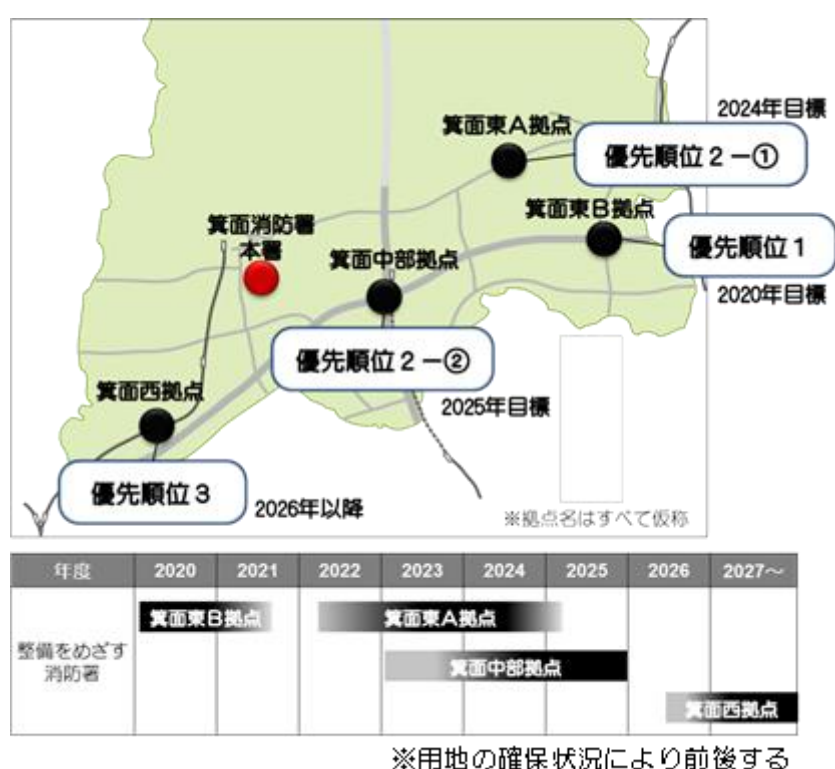 2024年目標
箕面東A拠点
優先順位2-①
箕面東B拠点
箕面消防署
本署
箕面中部拠点
優先順位1
2020年目標
優先順位2-②
箕面西拠点
2025年目標
優先順位3
2026年以降
※拠点名はすべて仮称
年度 2020 2021 2022 2023 2024 2025 2026 2027~
箕面東B拠点 箕面東A拠点
整備をめざす
消防署
箕面中部拠点
箕面西拠点
※用地の確保状況により前後する